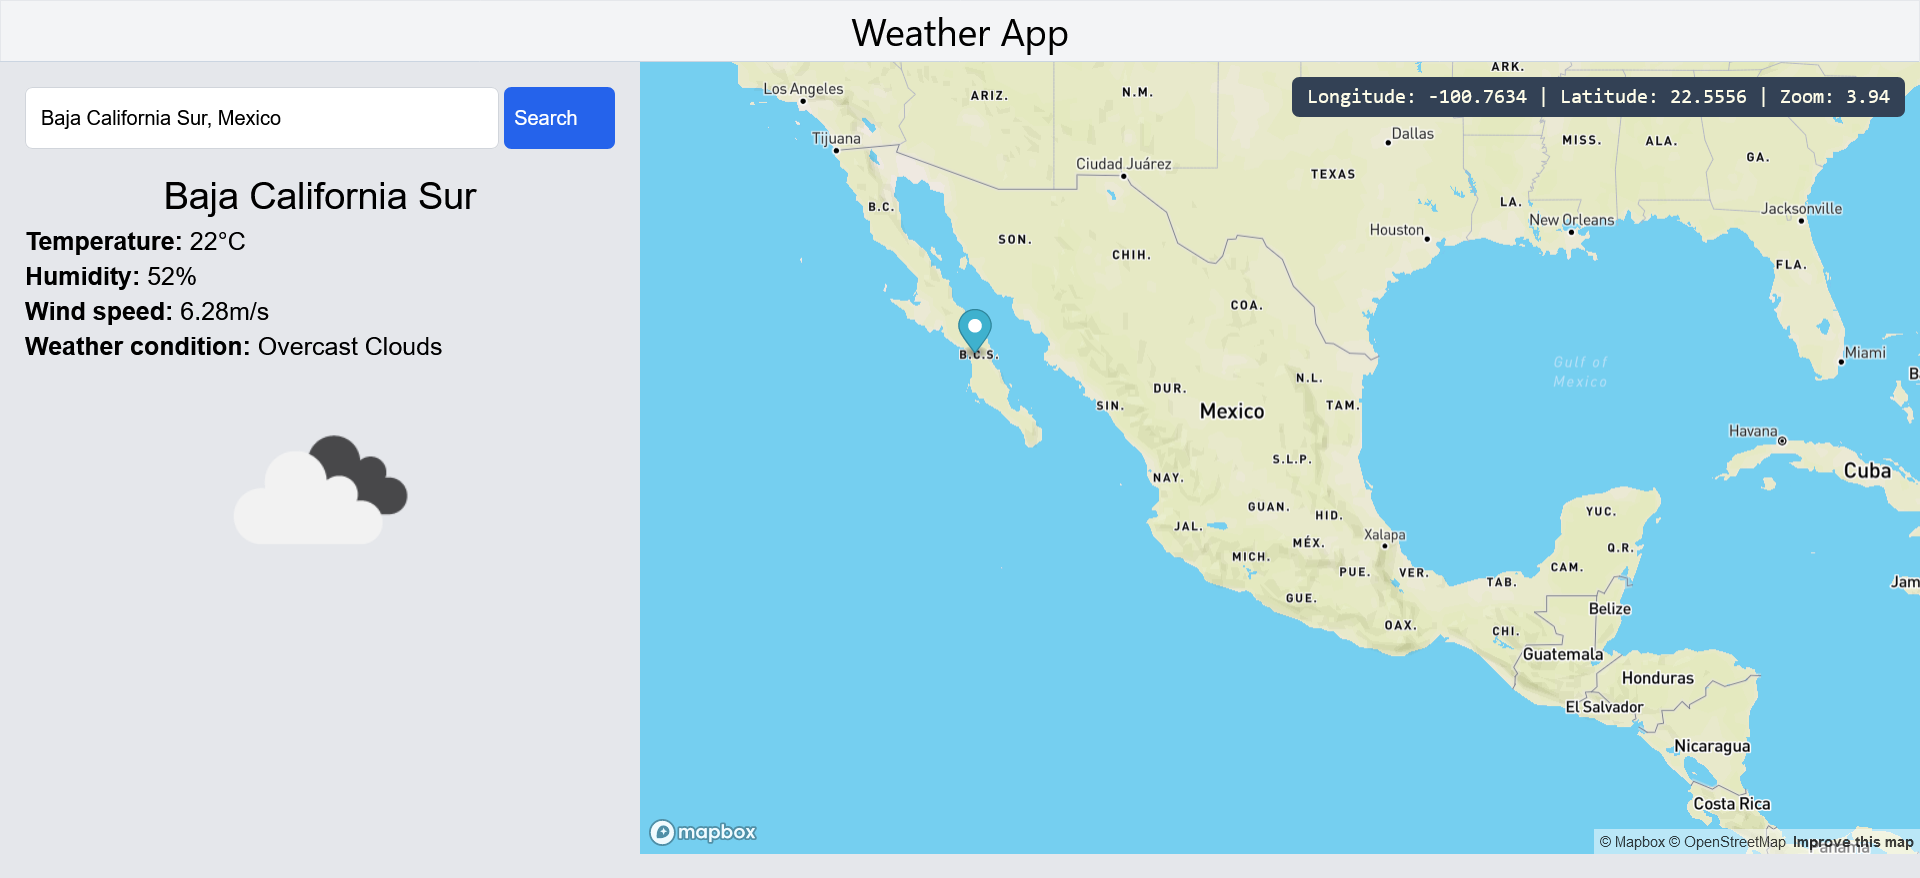 Weather App
Baja California Sur, Mexico
Search
Baja California Sur
Temperature: 22°C
Humidity: 52%
Wind speed: 6.28m/s
Weather condition: Overcast Clouds
Longitude: -100.7634 | Latitude: 22.5556 | Zoom: 3.94
ARK.
Los Angeles
ARIZ.
N.M.
Dallas
Tijuana
MISS.
ALA.
GA.
Ciudad Juárez
TEXAS
B.C.
LA.
Jacksonville
New Orleans
Houston
SON.
CHIH.
FLA.
COA.
B.C.S.
Miami
Gulf of
Mexico
B
DUR.
N.L.
SIN.
Mexico
TAM.
Havana
S.L.P.
Cuba
NAY.
GUAN.
HID.
YUC.
JAL.
Xalapa
MÉX.
Q.R.
MICH.
PUE.
VER.
CAM.
TAB.
Jam
GUE.
Belize
OAX.
CHI.
Guatemala
Honduras
El Salvador
Nicaragua
Costa Rica
mapbox
© Mapbox © OpenStreetMap Improve this map
Panama